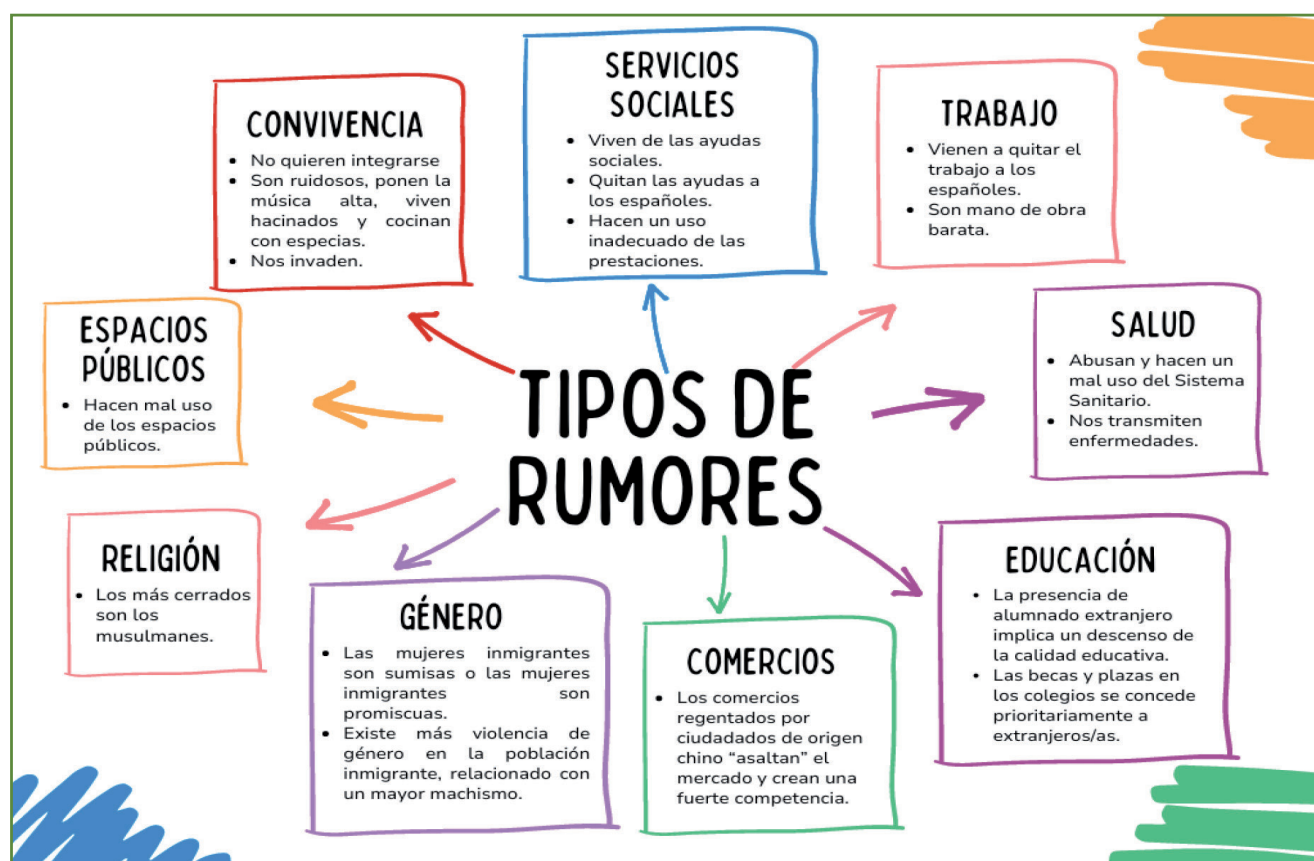 SERVICIOS
SOCIALES
• Viven de las ayudas
sociales.
• Quitan las ayudas a
los españoles.
• Hacen un uso
inadecuado de las
prestaciones.
CONVIVENCIA
• No quieren integrarse
• Son ruidosos, ponen la
música alta, viven
hacinados y cocinan
con especias.
• Nos invaden.
TRABAJO
• Vienen a quitar el
trabajo a los
españoles.
• Son mano de obra
barata.
ESPACIOS
PÚBLICOS
• Hacen mal uso
de los espacios
públicos.
TIPOS DE
RUMORES
SALUD
• Abusan y hacen un
mal uso del Sistema
Sanitario.
• Nos transmiten
enfermedades.
RELIGIÓN
• Los más cerrados
son los
musulmanes.
GÉNERO
• Las mujeres inmigrantes
son sumisas o las mujeres
inmigrantes son
promiscuas.
• Existe más violencia de
género en la población
inmigrante, relacionado con
un mayor machismo.
COMERCIOS
• Los comercios
regentados por
ciudadados de origen
chino “asaltan” el
mercado y crean una
fuerte competencia.
EDUCACIÓN
• La presencia de
alumnado extranjero
implica un descenso de
la calidad educativa.
• Las becas y plazas en
los colegios se concede
prioritariamente a
extranjeros/as.